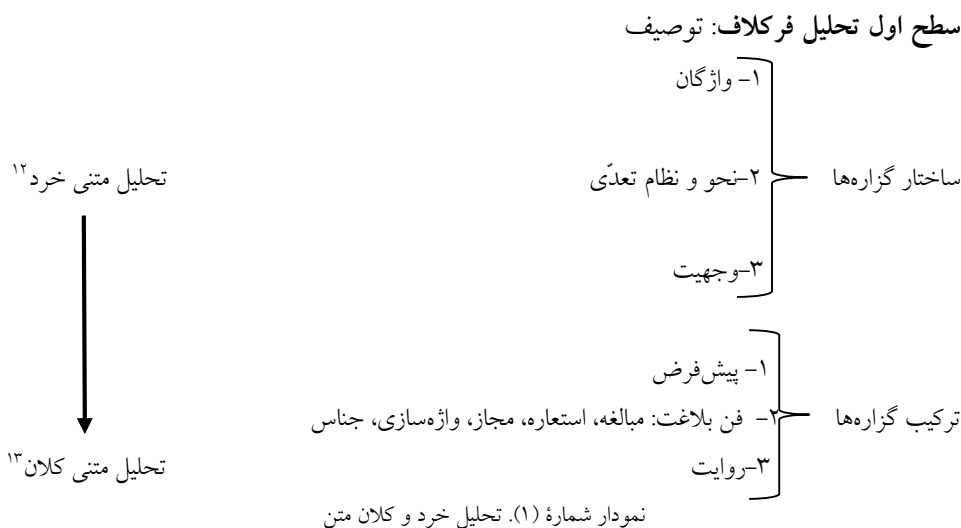 سطح اول تحلیل فرکلاف: توصیف
۱- واژگان
ساختار گزاره‌ها ۲-نحو و نظام تعدّی تحلیل متنی خرد۱۲
۳-وجهیت
۱- پیش‌فرض
ترکیب گزاره‌ها ۲- فن بلاغت: مبالغه، استعاره، مجاز، واژه‌سازی، جناس
۳-روایت تحلیل متنی کلان۱۳
نمودار شمارۀ (۱). تحلیل خرد و کلان متن